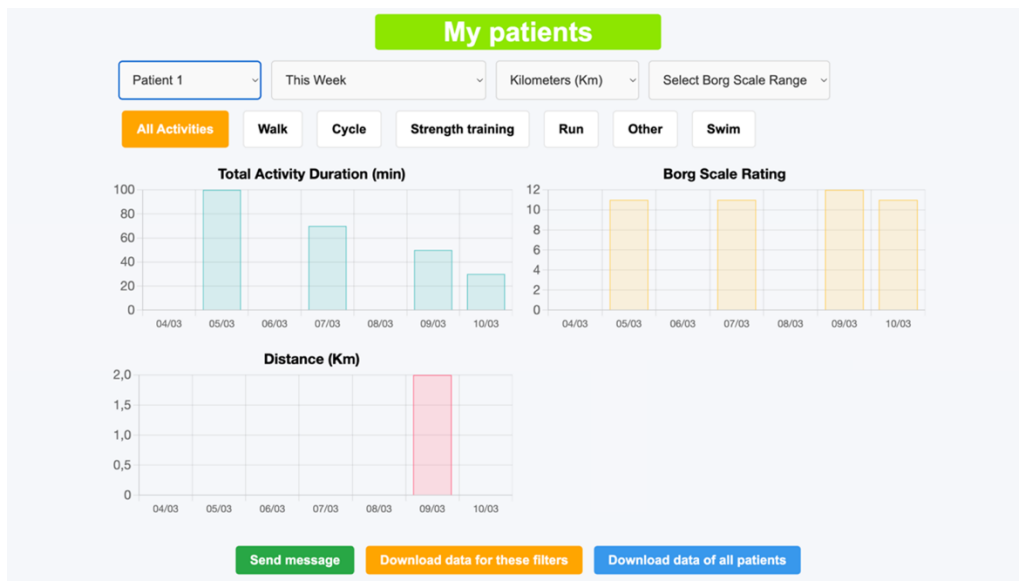 My patients
Patient 1 This Week Kilometers (Km) Select Borg Scale Range
All Activities Walk Cycle Strength training Run Other Swim
Total Activity Duration (min)
100
80
60
40
20
0
04/03 05/03 06/03 07/03 08/03 09/03 10/03
Borg Scale Rating
12
10
8
6
4
2
0
04/03 05/03 06/03 07/03 08/03 09/03 10/03
Distance (Km)
2,0
1,5
1,0
0,5
0
04/03 05/03 06/03 07/03 08/03 09/03 10/03
Send message Download data for these filters Download data of all patients